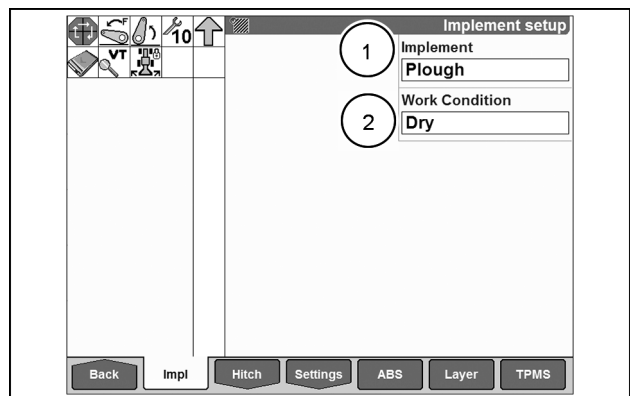 F
10
VT
Implement setup
1
Implement
Plough
2
Work Condition
Dry
Back
Impl
Hitch
Settings
ABS
Layer
TPMS